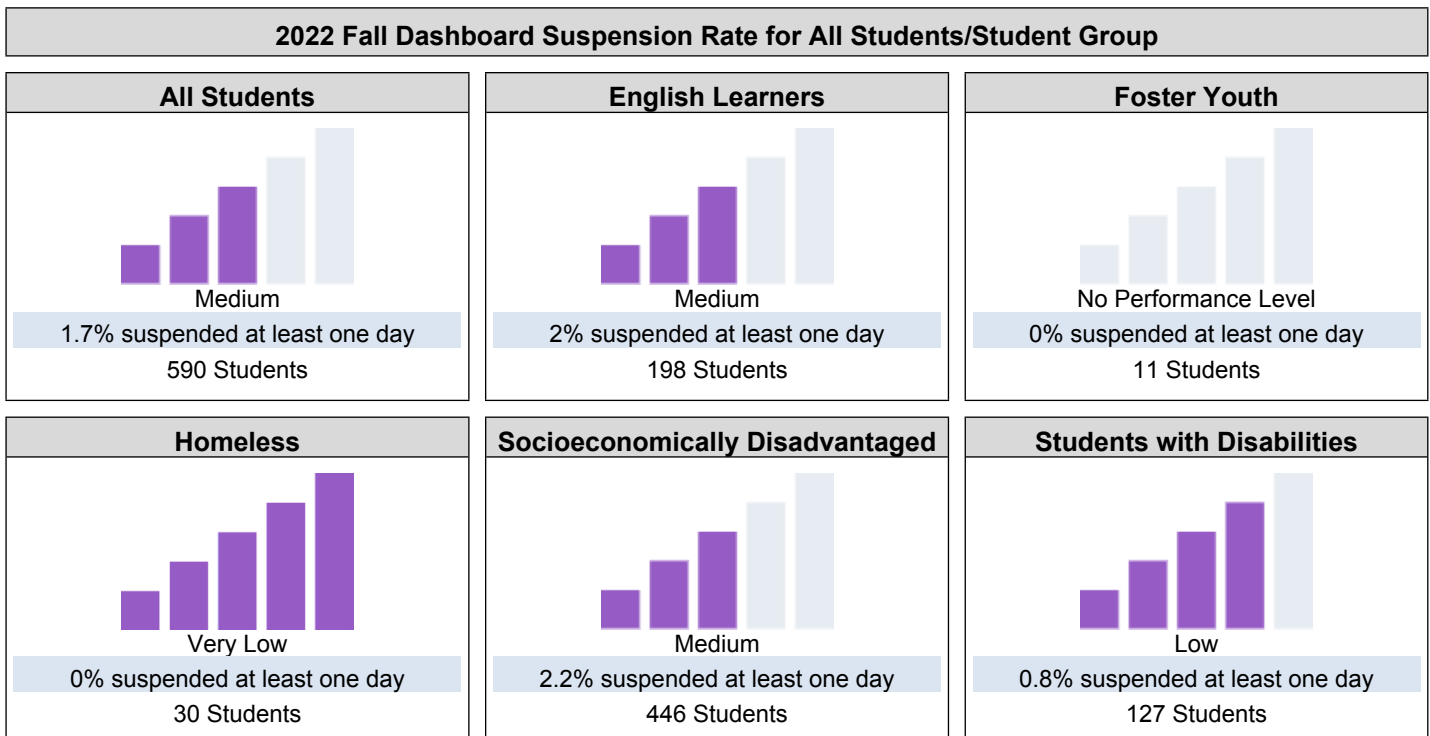 2022 Fall Dashboard Suspension Rate for All Students/Student Group
All Students
Medium
1.7% suspended at least one day
590 Students
English Learners
Medium
2% suspended at least one day
198 Students
Foster Youth
No Performance Level
0% suspended at least one day
11 Students
Homeless
Very Low
0% suspended at least one day
30 Students
Socioeconomically Disadvantaged
Medium
2.2% suspended at least one day
446 Students
Students with Disabilities
Low
0.8% suspended at least one day
127 Students